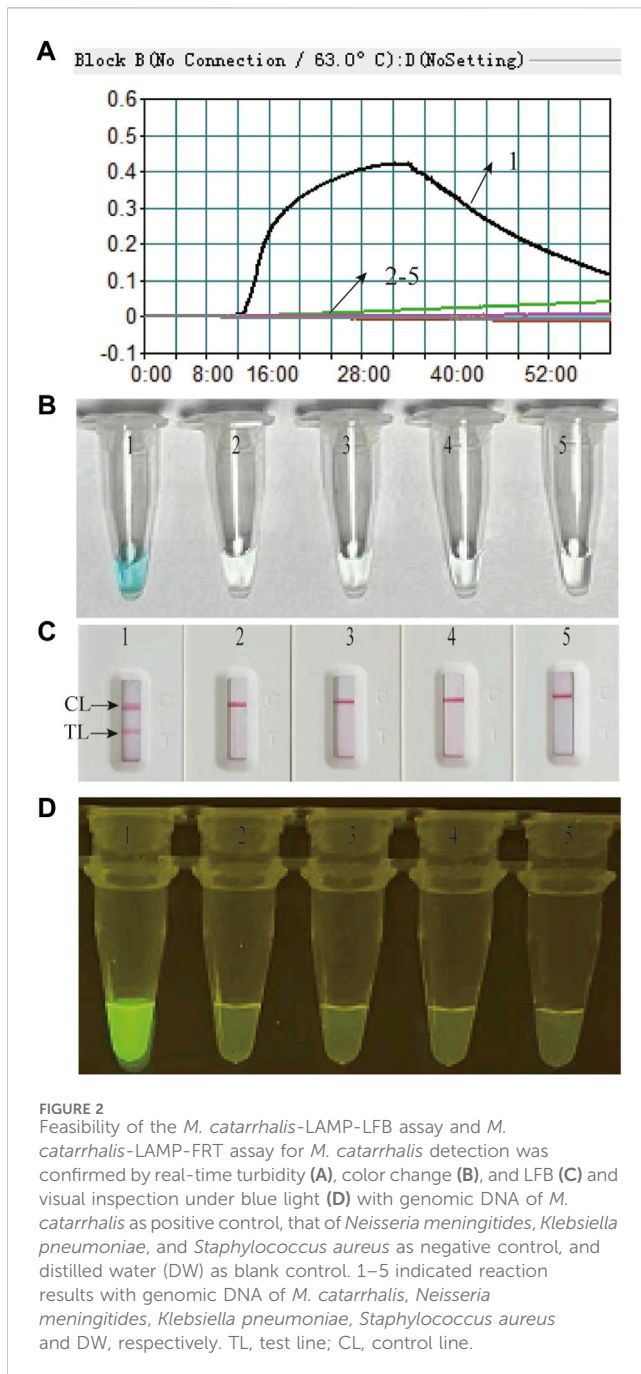 A
Block B(No Connection / 63.0° C):D(NoSetting)
0.6
0.5
0.4
0.3
0.2
0.1
0
-0.1
1
2-5
0:00 8:00 16:00 28:00 40:00 52:00
B
1 2 3 4 5
C
1 2 3 4 5
CL
TL
C C C C C
T T T T T
D
1 2 3 4 5
FIGURE 2
Feasibility of the M. catarrhalis-LAMP-LFB assay and M.
catarrhalis-LAMP-FRT assay for M. catarrhalis detection was
confirmed by real-time turbidity (A), color change (B), and LFB (C) and
visual inspection under blue light (D) with genomic DNA of M.
catarrhalis as positive control, that of Neisseria meningitides, Klebsiella
pneumoniae, and Staphylococcus aureus as negative control, and
distilled water (DW) as blank control. 1–5 indicated reaction
results with genomic DNA of M. catarrhalis, Neisseria
meningitides, Klebsiella pneumoniae, Staphylococcus aureus
and DW, respectively. TL, test line; CL, control line.